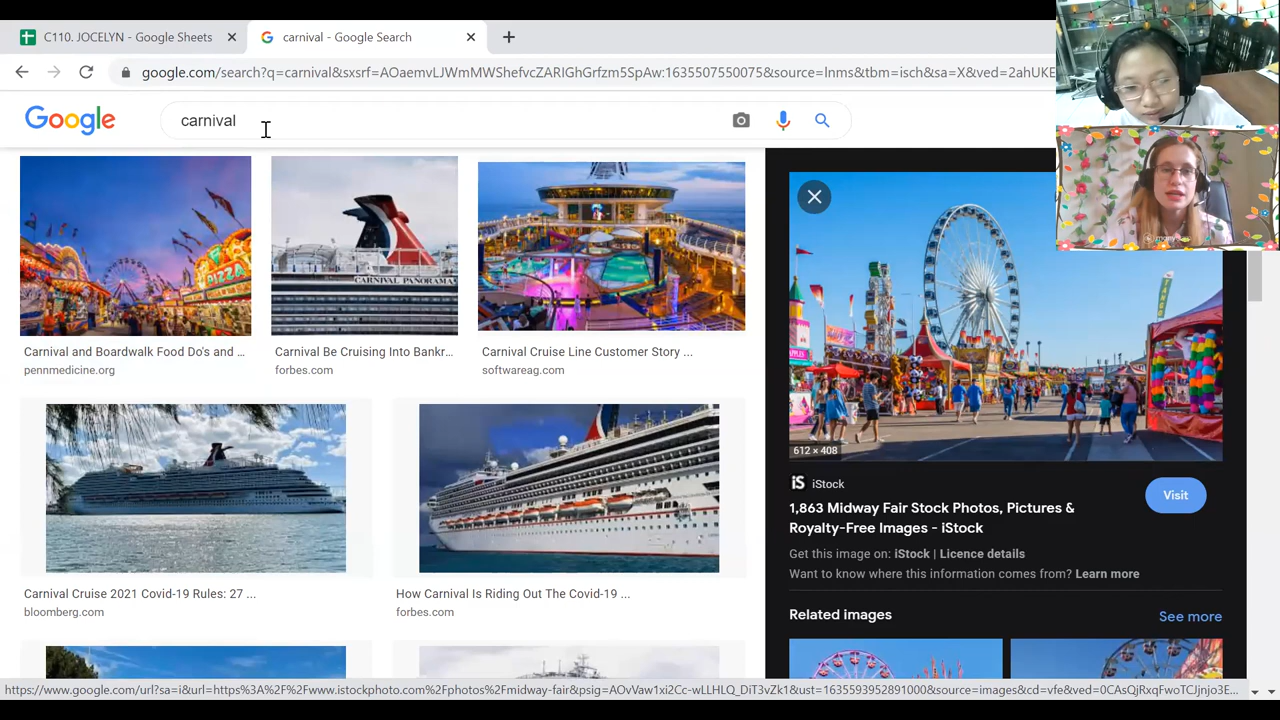 C110. JOCELYN - Google Sheets
carnival - Google Search
google.com/search?q=carnival&sxsrf=AOaemvLJWmMWShefvcZARIGhGrfzm5SpAw:1635507550075&source=lnms&tbm=isch&sa=X&ved=2ahUKE
Google
carnival
PIZZA
CARNIVAL PANORAMA
Carnival and Boardwalk Food Do's and ...
pennmedicine.org
Carnival Be Cruising Into Bankr...
forbes.com
Carnival Cruise Line Customer Story ...
softwareag.com
Carnival Cruise 2021 Covid-19 Rules: 27 ...
bloomberg.com
How Carnival Is Riding Out The Covid-19 ...
forbes.com
612 × 408
iS iStock
1,863 Midway Fair Stock Photos, Pictures &
Royalty-Free Images - iStock
Visit
Get this image on: iStock | Licence details
Want to know where this information comes from? Learn more
Related images
See more
https://www.google.com/url?sa=i&url=https%3A%2F%2Fwww.istockphoto.com%2Fphotos%2Fmidway-fair&psig=AOvVaw1xi2Cc-wLLHLQ_DiT3vZk1&ust=1635593952891000&source=images&cd=vfe&ved=0CAsQjRxqFwoTCJjnjo3E...